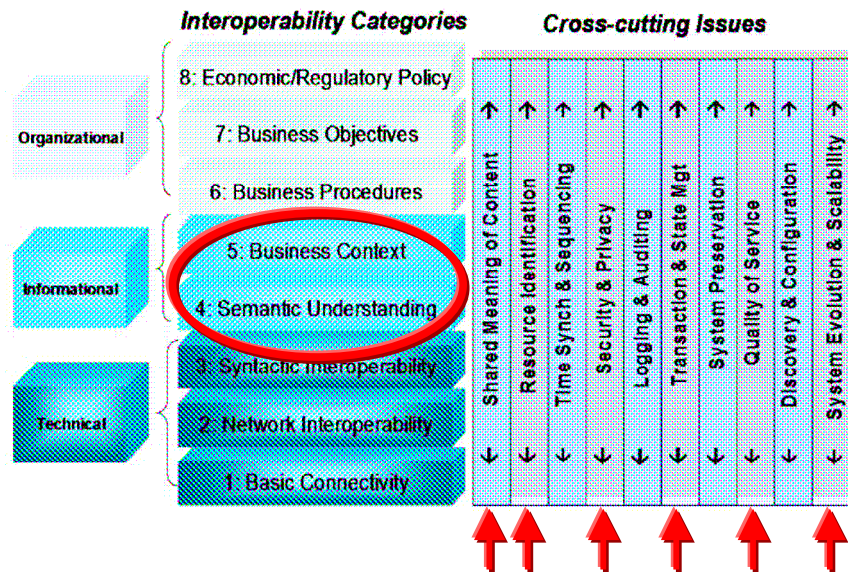 Interoperability Categories
Cross-cutting Issues
Organizational
8: Economic/Regulatory Policy
7: Business Objectives
6: Business Procedures
Informational
5: Business Context
4: Semantic Understanding
Technical
3: Syntactic Interoperability
2: Network Interoperability
1: Basic Connectivity
Shared Meaning of Content
Resource Identification
Time Synch & Sequencing
Security & Privacy
Logging & Auditing
Transaction & State Mgt
System Preservation
Quality of Service
Discovery & Configuration
System Evolution & Scalability